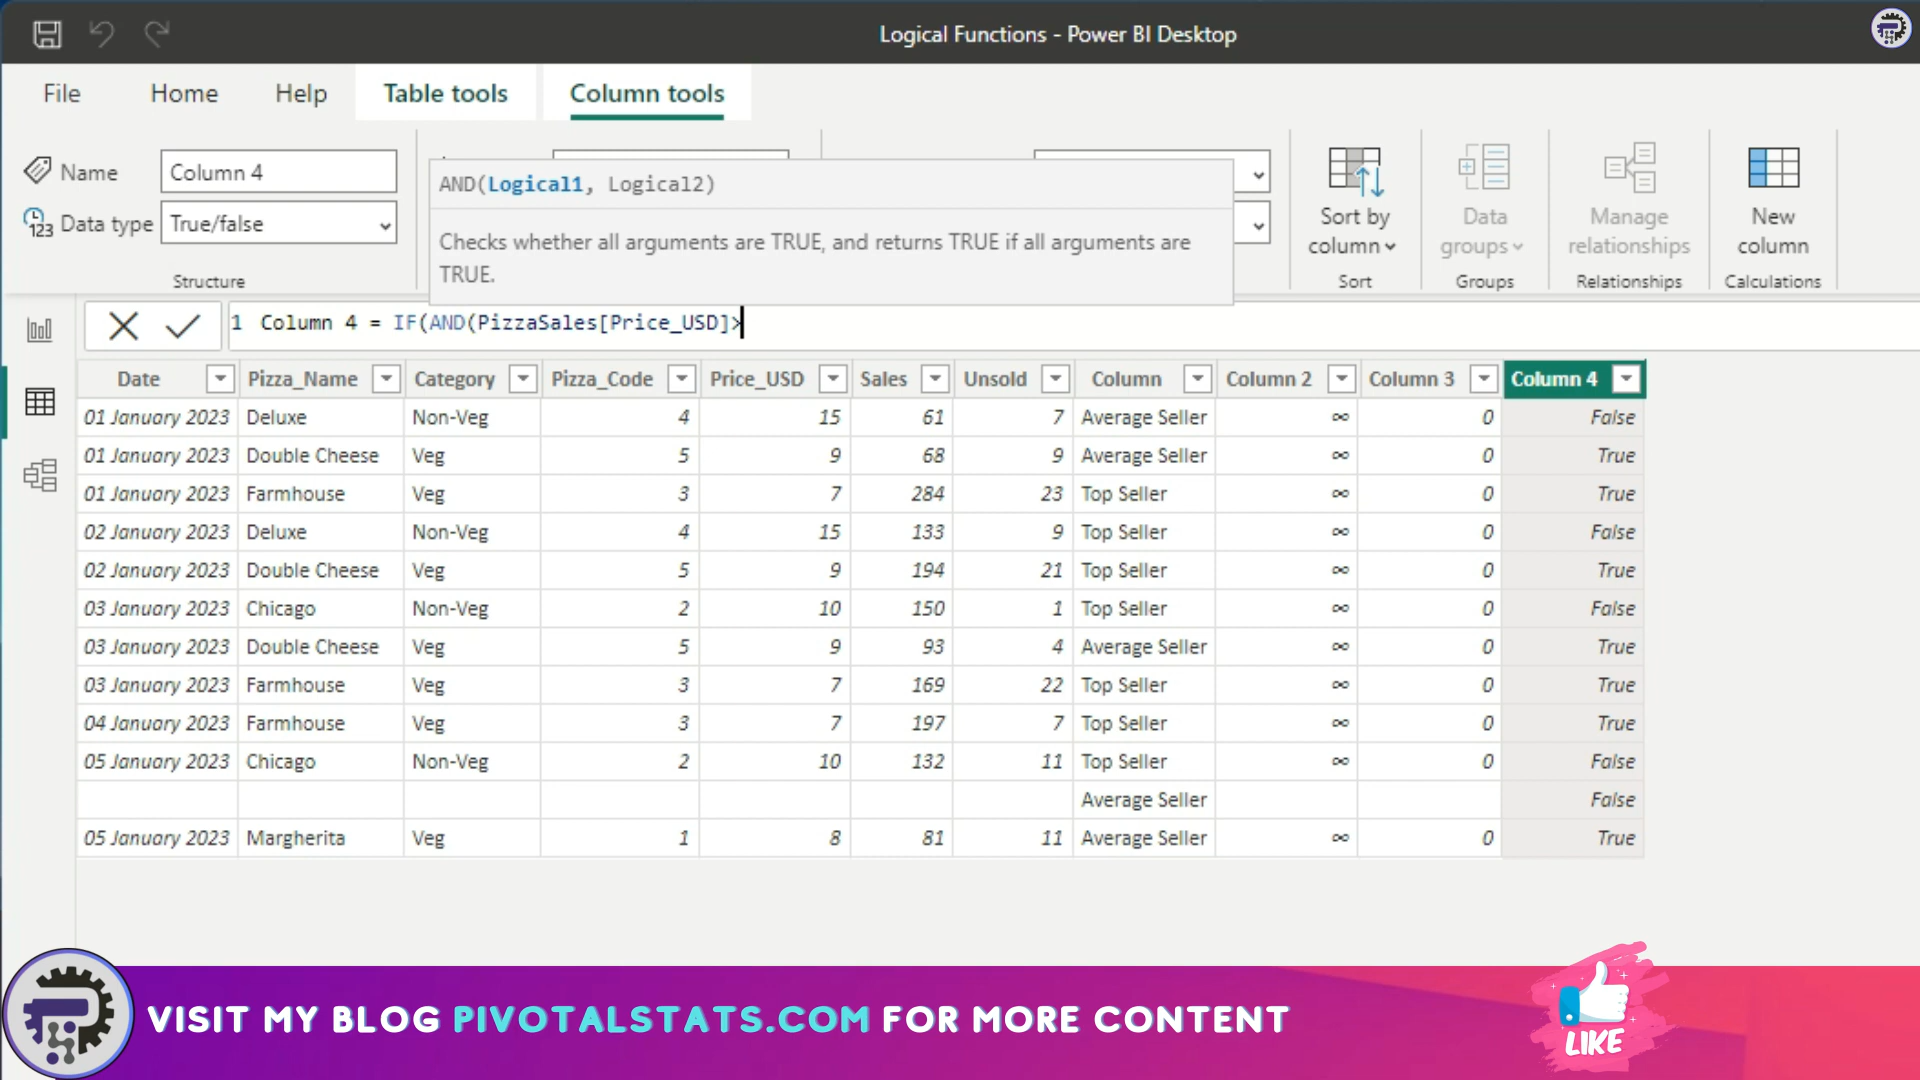 Logical Functions - Power BI Desktop
File Home Help Table tools Column tools
Name Column 4
Data type True/false
Structure
AND(Logical1, Logical2)
Checks whether all arguments are TRUE, and returns TRUE if all arguments are
TRUE.
Sort by
column
Sort
Data
groups
Groups
Manage
relationships
Relationships
New
column
Calculations
1 Column 4 = IF(AND(PizzaSales[Price_USD]>
Date Pizza_Name Category Pizza_Code Price_USD Sales Unsold Column Column 2 Column 3 Column 4
01 January 2023 Deluxe Non-Veg 4 15 61 7 Average Seller ∞ 0 False
01 January 2023 Double Cheese Veg 5 9 68 9 Average Seller ∞ 0 True
01 January 2023 Farmhouse Veg 3 7 284 23 Top Seller ∞ 0 True
02 January 2023 Deluxe Non-Veg 4 15 133 9 Top Seller ∞ 0 False
02 January 2023 Double Cheese Veg 5 9 194 21 Top Seller ∞ 0 True
03 January 2023 Chicago Non-Veg 2 10 150 1 Top Seller ∞ 0 False
03 January 2023 Double Cheese Veg 5 9 93 4 Average Seller ∞ 0 True
03 January 2023 Farmhouse Veg 3 7 169 22 Top Seller ∞ 0 True
04 January 2023 Farmhouse Veg 3 7 197 7 Top Seller ∞ 0 True
05 January 2023 Chicago Non-Veg 2 10 132 11 Top Seller ∞ 0 False
Average Seller False
05 January 2023 Margherita Veg 1 8 81 11 Average Seller ∞ 0 True
VISIT MY BLOG PIVOTALSTATS.COM FOR MORE CONTENT
LIKE